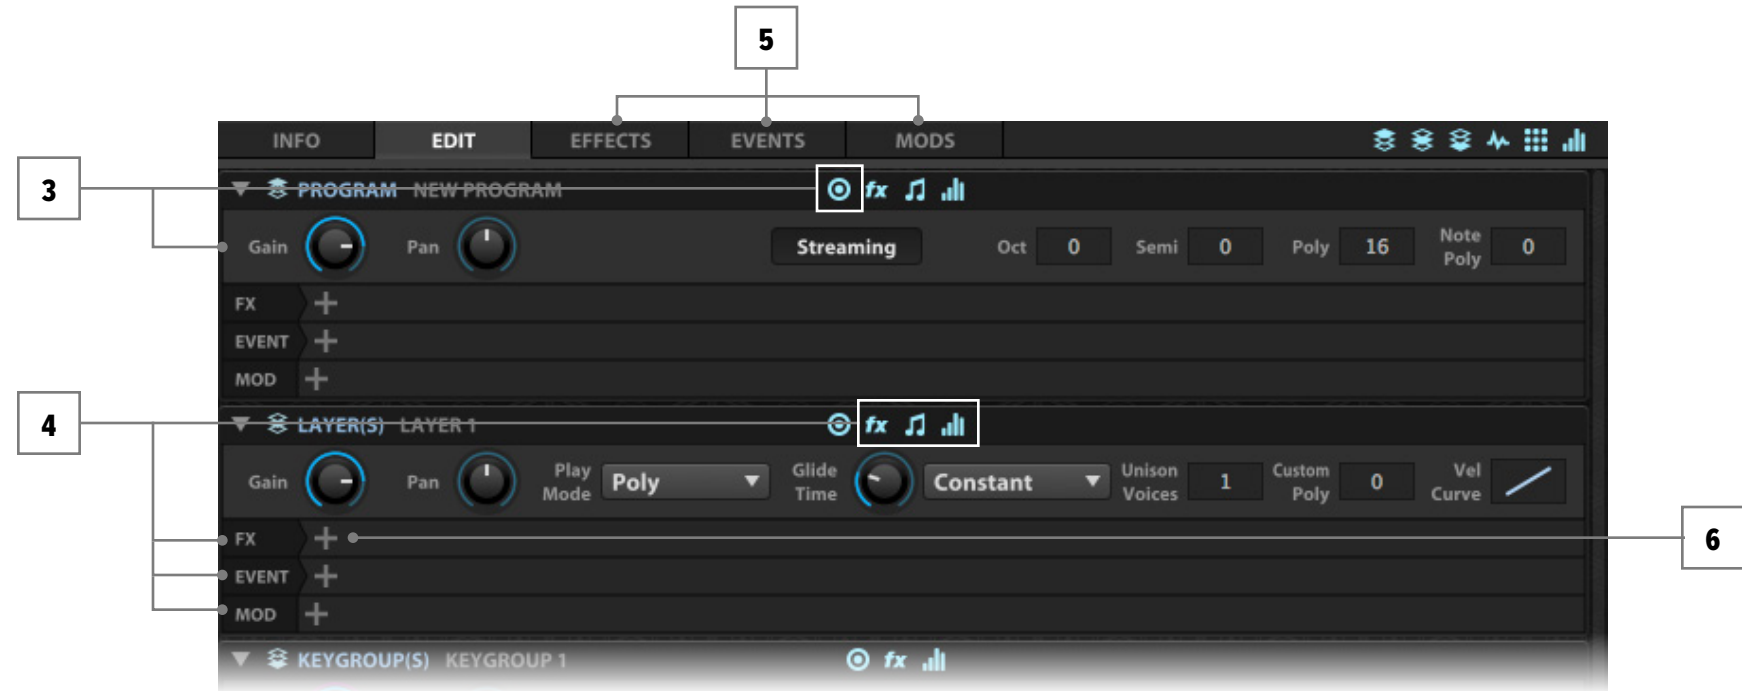 5
INFO EDIT EFFECTS EVENTS MODS
3
PROGRAM NEW PROGRAM fx
Gain Pan Streaming Oct 0 Semi 0 Poly 16 Note Poly 0
FX
EVENT
MOD
4
LAYER(S) LAYER 1 fx
Gain Pan Play Mode Poly Glide Time Constant Unison Voices 1 Custom Poly 0 Vel Curve
FX
6
EVENT
MOD
KEYGROUP(S) KEYGROUP 1 fx